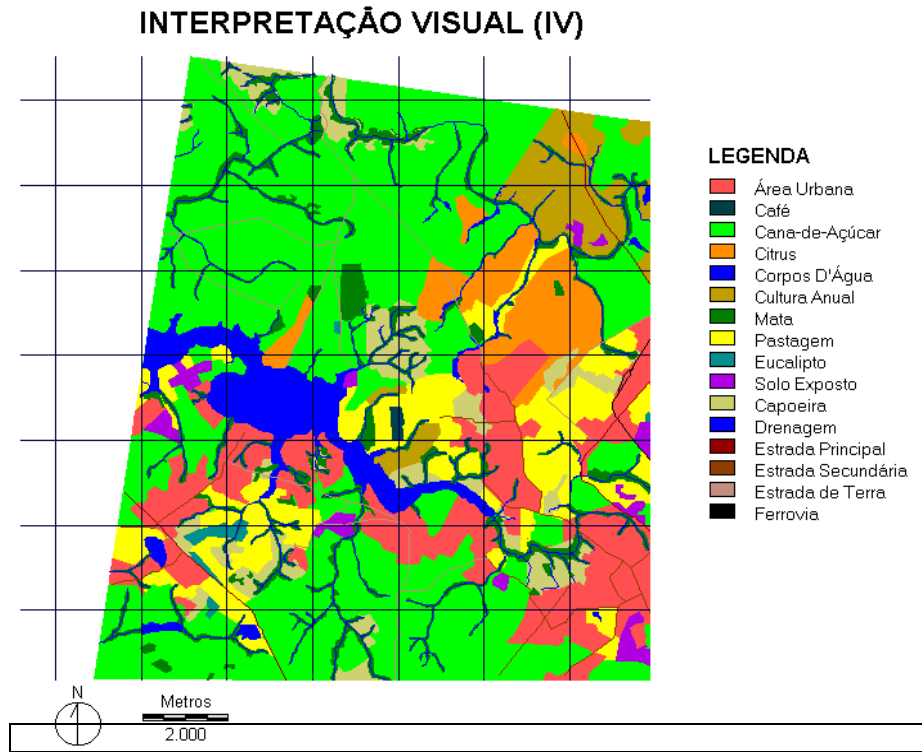 INTERPRETAÇÃO VISUAL (IV)
LEGENDA
Área Urbana
Café
Cana-de-Açúcar
Citrus
Corpos D'Água
Cultura Anual
Mata
Pastagem
Eucalipto
Solo Exposto
Capoeira
Drenagem
Estrada Principal
Estrada Secundária
Estrada de Terra
Ferrovia
N
Metros
2.000